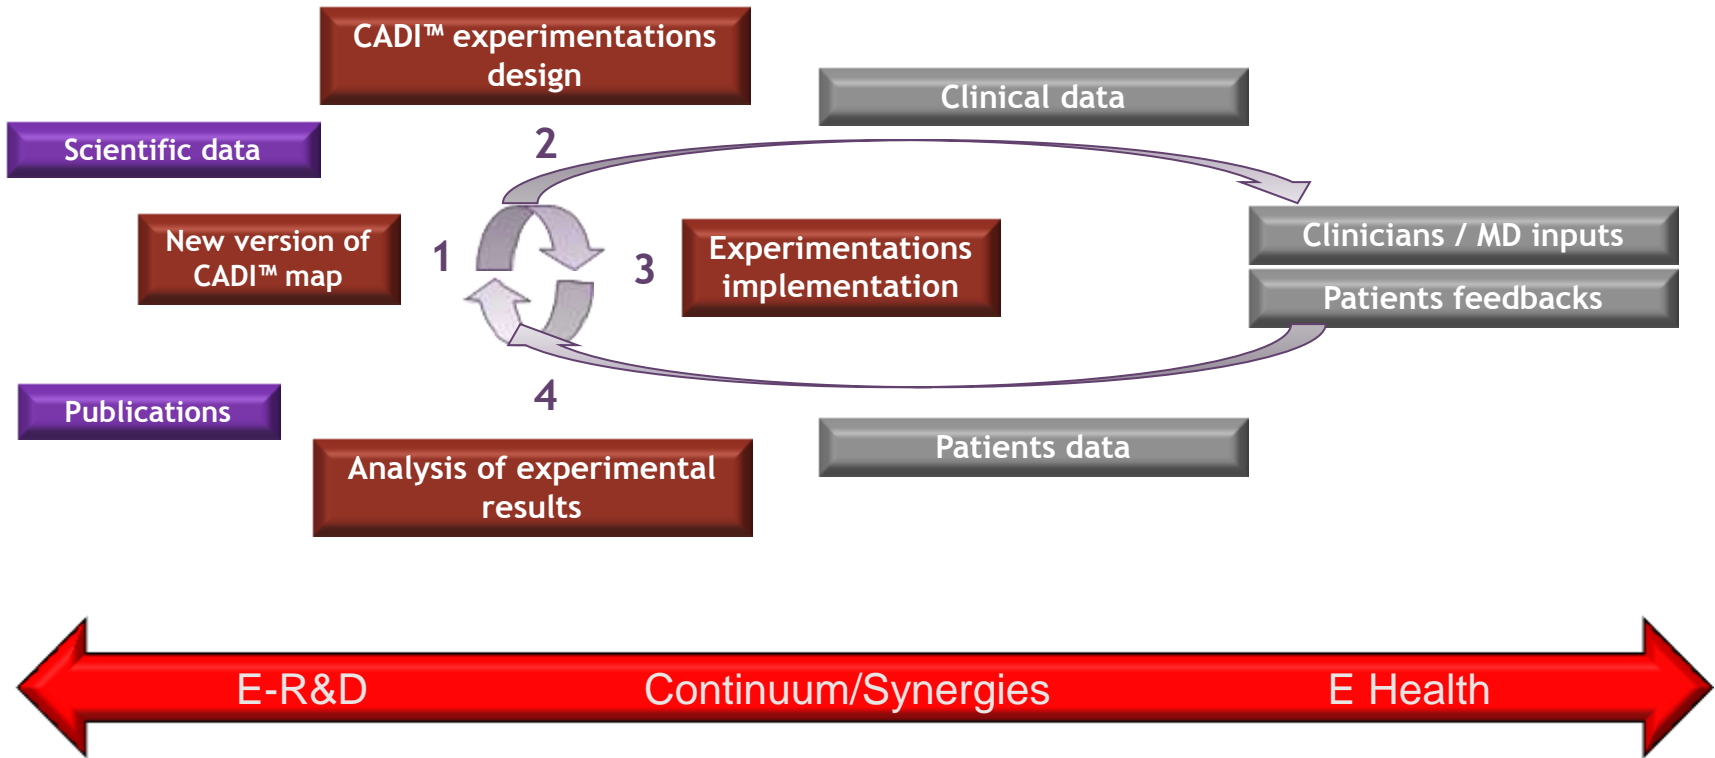 CADI™ experimentations
design
Clinical data
Scientific data
2
New version of
CADI™ map
1
3
Experimentations
implementation
Clinicians / MD inputs
Patients feedbacks
Publications
4
Analysis of experimental
results
Patients data
E-R&D
Continuum/Synergies
E Health